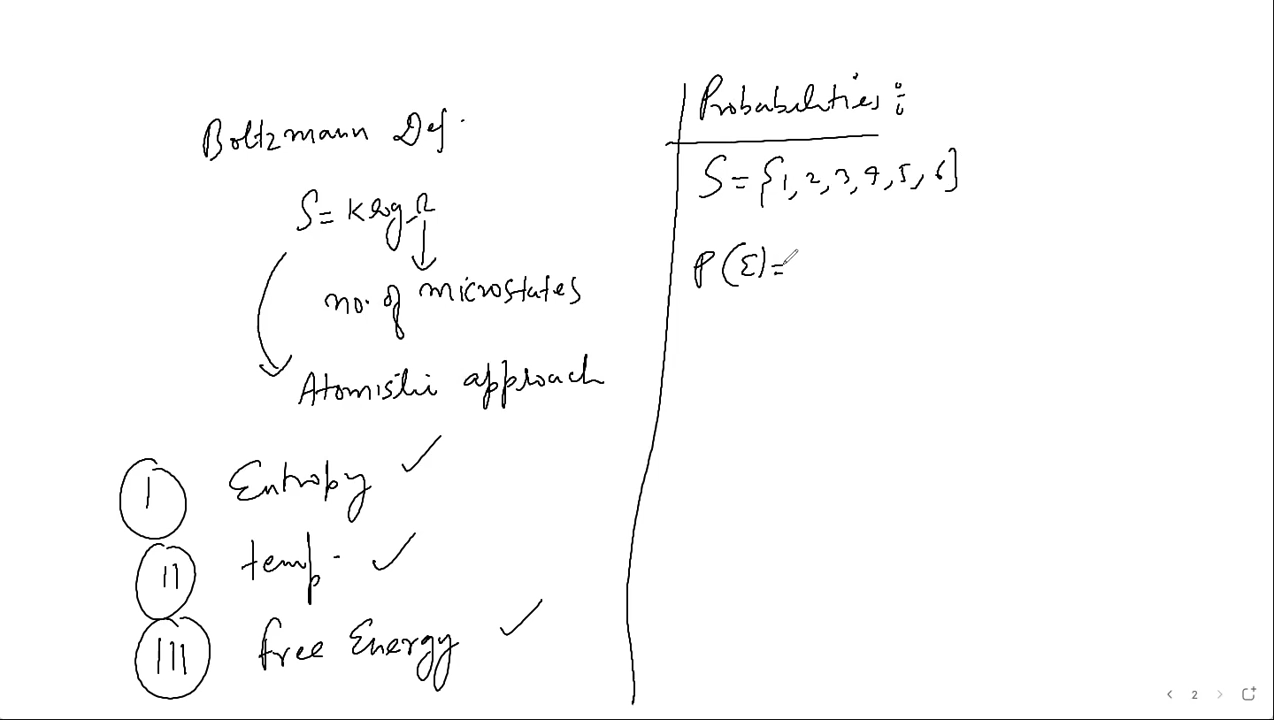 Boltzmann Def.
S = k log Ω
no. of microstates
Atomistic approach
I Entropy ✓
II temp. ✓
III free Energy ✓
Probabilities :
S = {1, 2, 3, 4, 5, 6}
P(E) =
2